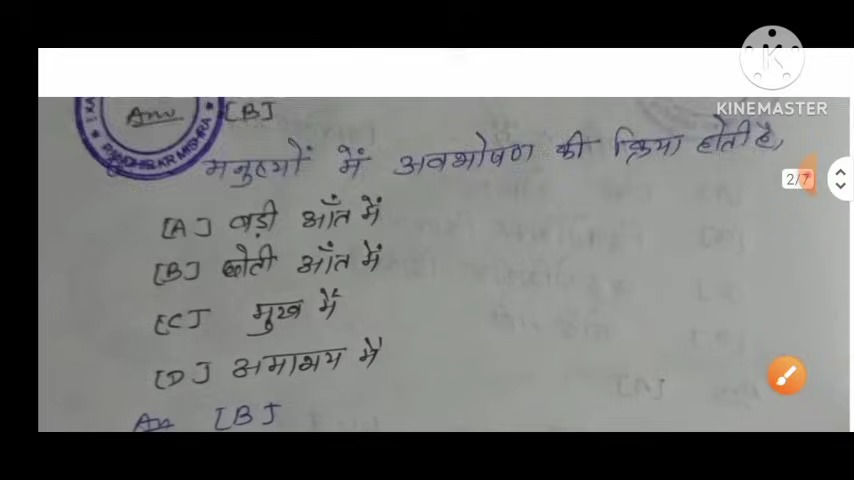 KINEMASTER
Ans [B]
मनुष्यों में अवशोषण की क्रिया होती है,
2/7
[A] बड़ी आँत में
[B] छोती आँत में
[C] मुख में
[D] अमाशय में
Ans [B]